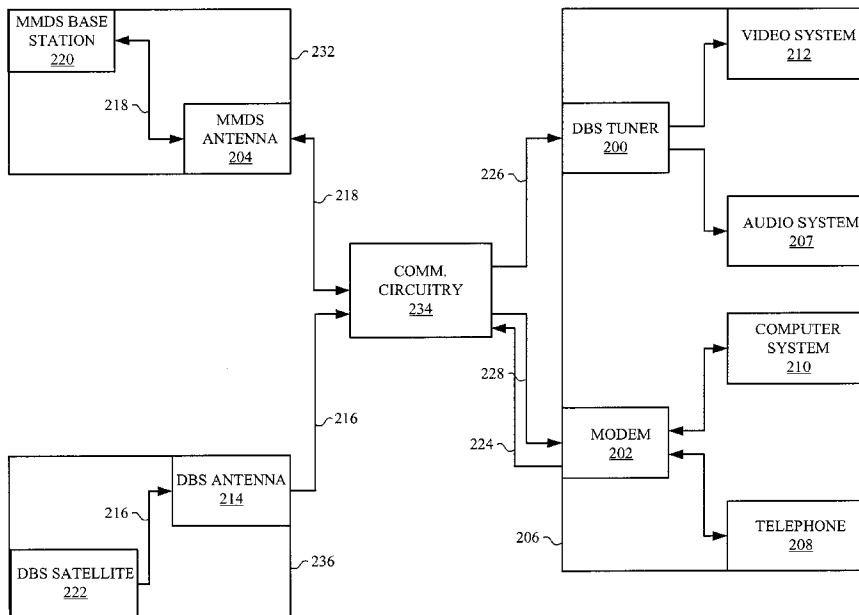 MMDS BASE
STATION
220
218
MMDS
ANTENNA
204
232
218
COMM.
CIRCUITRY
234
DBS ANTENNA
214
216
DBS SATELLITE
222
236
216
226
228
224
206
DBS TUNER
200
VIDEO SYSTEM
212
AUDIO SYSTEM
207
COMPUTER
SYSTEM
210
MODEM
202
TELEPHONE
208